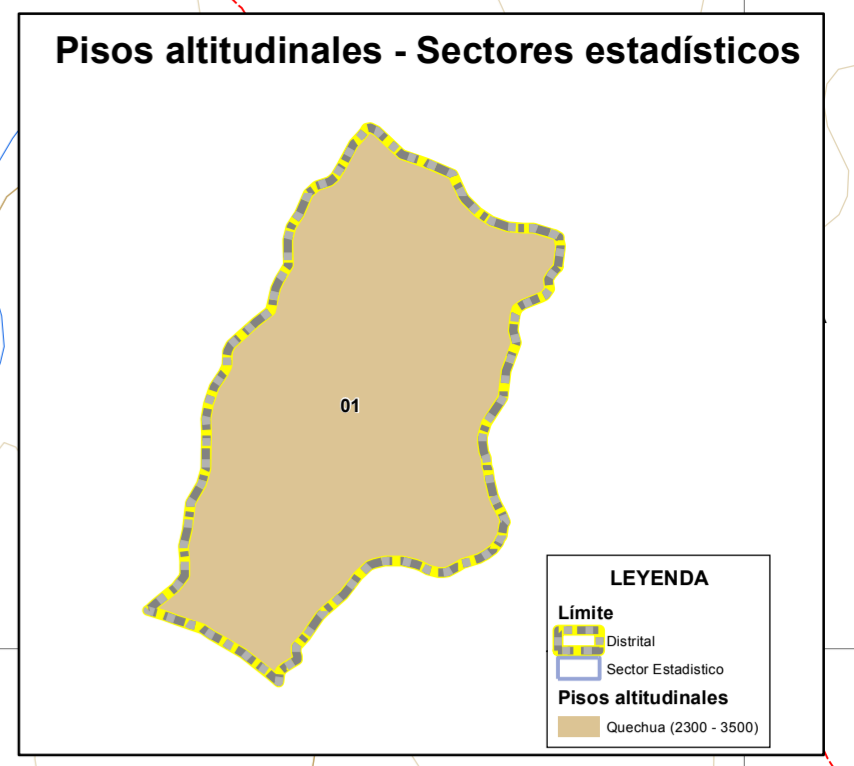 Pisos altitudinales - Sectores estadísticos
01
LEYENDA
Límite
Distrital
Sector Estadistico
Pisos altitudinales
Quechua (2300 - 3500)